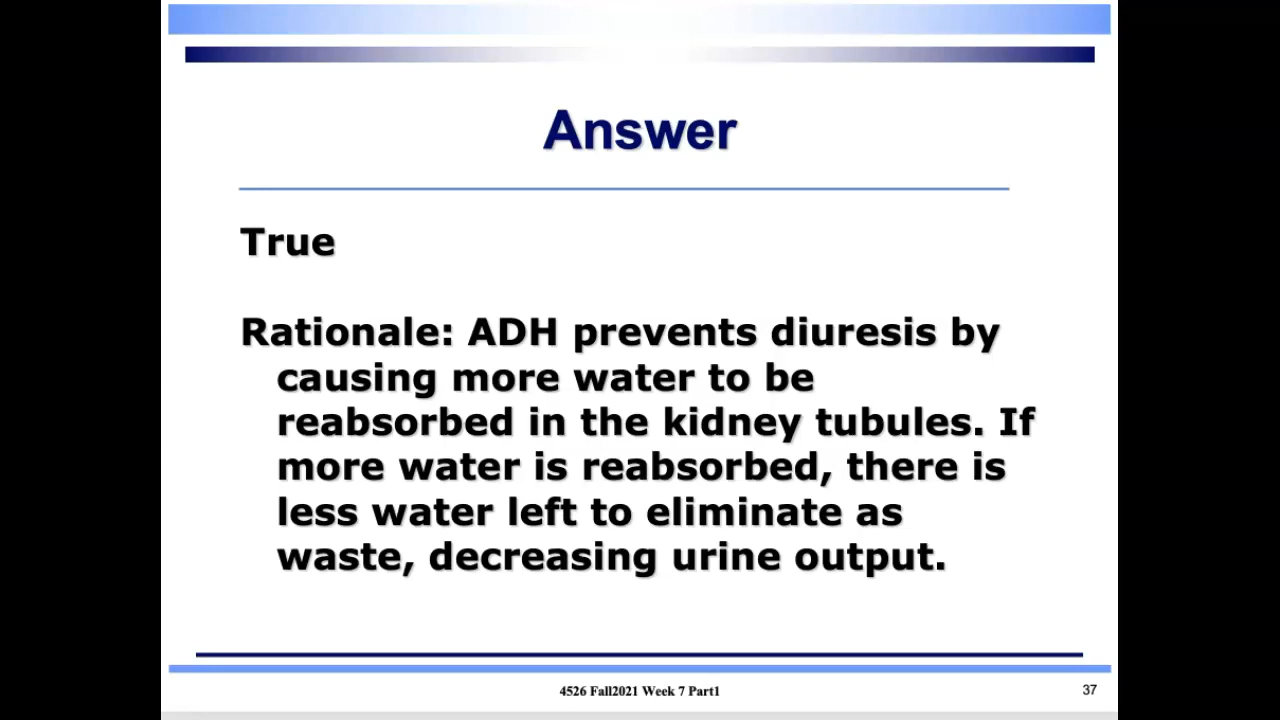 Answer
True
Rationale: ADH prevents diuresis by
causing more water to be
reabsorbed in the kidney tubules. If
more water is reabsorbed, there is
less water left to eliminate as
waste, decreasing urine output.
4526 Fall2021 Week 7 Part1
37